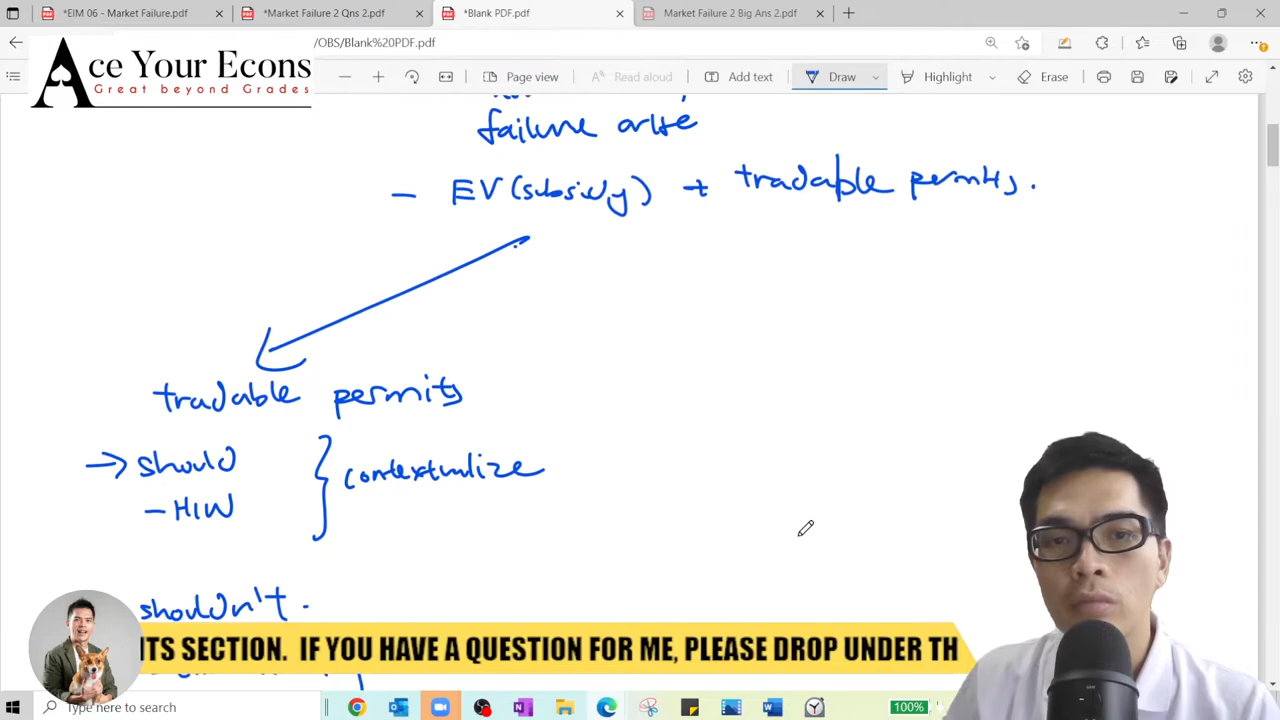 *EIM 06 - Market Failure.pdf
*Market Failure 2 Qns 2.pdf
*Blank PDF.pdf
Market Failure 2 Big Ans 2.pdf
/OBS/Blank%20PDF.pdf
Ace Your Econs
Great beyond Grades
Page view
Read aloud
Add text
Draw
Highlight
Erase
failure arise
- EV (subsidy) + tradable permits.
tradable permits
→ should
- HIW
} contextualize
shouldn't.
NTS SECTION. IF YOU HAVE A QUESTION FOR ME, PLEASE DROP UNDER TH
Type here to search
100%